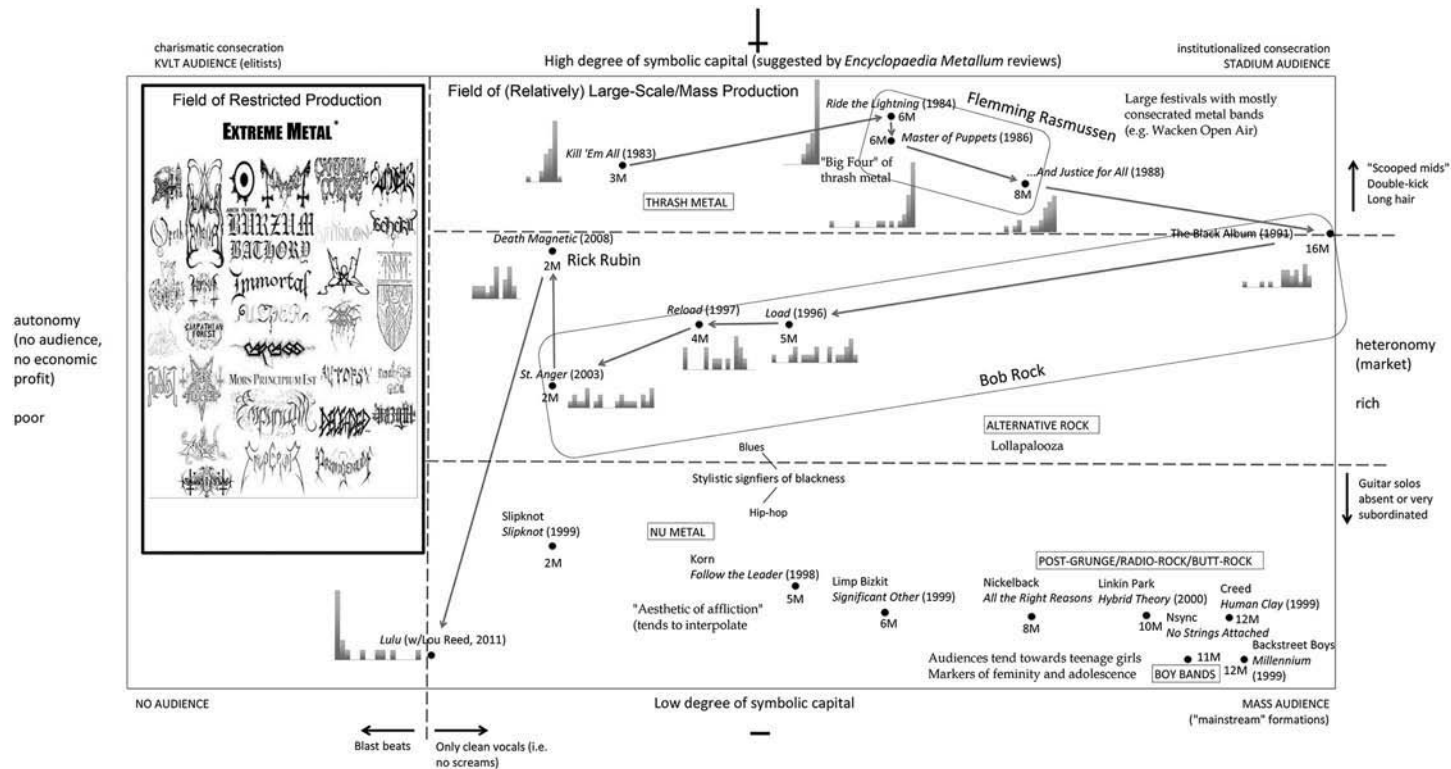 charismatic consecration
KVLT AUDIENCE (elitists)
High degree of symbolic capital (suggested by Encyclopaedia Metallum reviews)
institutionalized consecration
STADIUM AUDIENCE
Field of Restricted Production
EXTREME METAL*
CANNIBAL
CORPSE
ARCH ENEMY
BURZUM
BATHORY
Opeth
SATYRICON
Immortal
CARPATHIAN
FOREST
CARCASS
MORS PRINCIPIUM EST
AUTOPSY
Field of (Relatively) Large-Scale/Mass Production
Ride the Lightning (1984)
6M
Flemming Rasmussen
6M
Master of Puppets (1986)
Large festivals with mostly
consecrated metal bands
(e.g. Wacken Open Air)
Kill 'Em All (1983)
3M
"Big Four" of
thrash metal
...And Justice for All (1988)
8M
THRASH METAL
"Scooped mids"
Double-kick
Long hair
Death Magnetic (2008)
2M
Rick Rubin
The Black Album (1991)
16M
autonomy
(no audience,
no economic
profit)
poor
Reload (1997)
4M
Load (1996)
5M
heteronomy
(market)
rich
St. Anger (2003)
2M
Bob Rock
ALTERNATIVE ROCK
Lollapalooza
Blues
Stylistic signfiers of blackness
Hip-hop
Guitar solos
absent or very
subordinated
Slipknot
Slipknot (1999)
2M
NU METAL
Korn
Follow the Leader (1998)
5M
"Aesthetic of affliction"
(tends to interpolate
Limp Bizkit
Significant Other (1999)
6M
POST-GRUNGE/RADIO-ROCK/BUTT-ROCK
Nickelback
All the Right Reasons
8M
Linkin Park
Hybrid Theory (2000)
10M
Creed
Human Clay (1999)
12M
Nsync
No Strings Attached
11M
Backstreet Boys
Millennium
(1999)
12M
Lulu (w/Lou Reed, 2011)
Audiences tend towards teenage girls
Markers of feminity and adolescence
BOY BANDS
NO AUDIENCE
Low degree of symbolic capital
MASS AUDIENCE
("mainstream" formations)
Blast beats
Only clean vocals (i.e.
no screams)